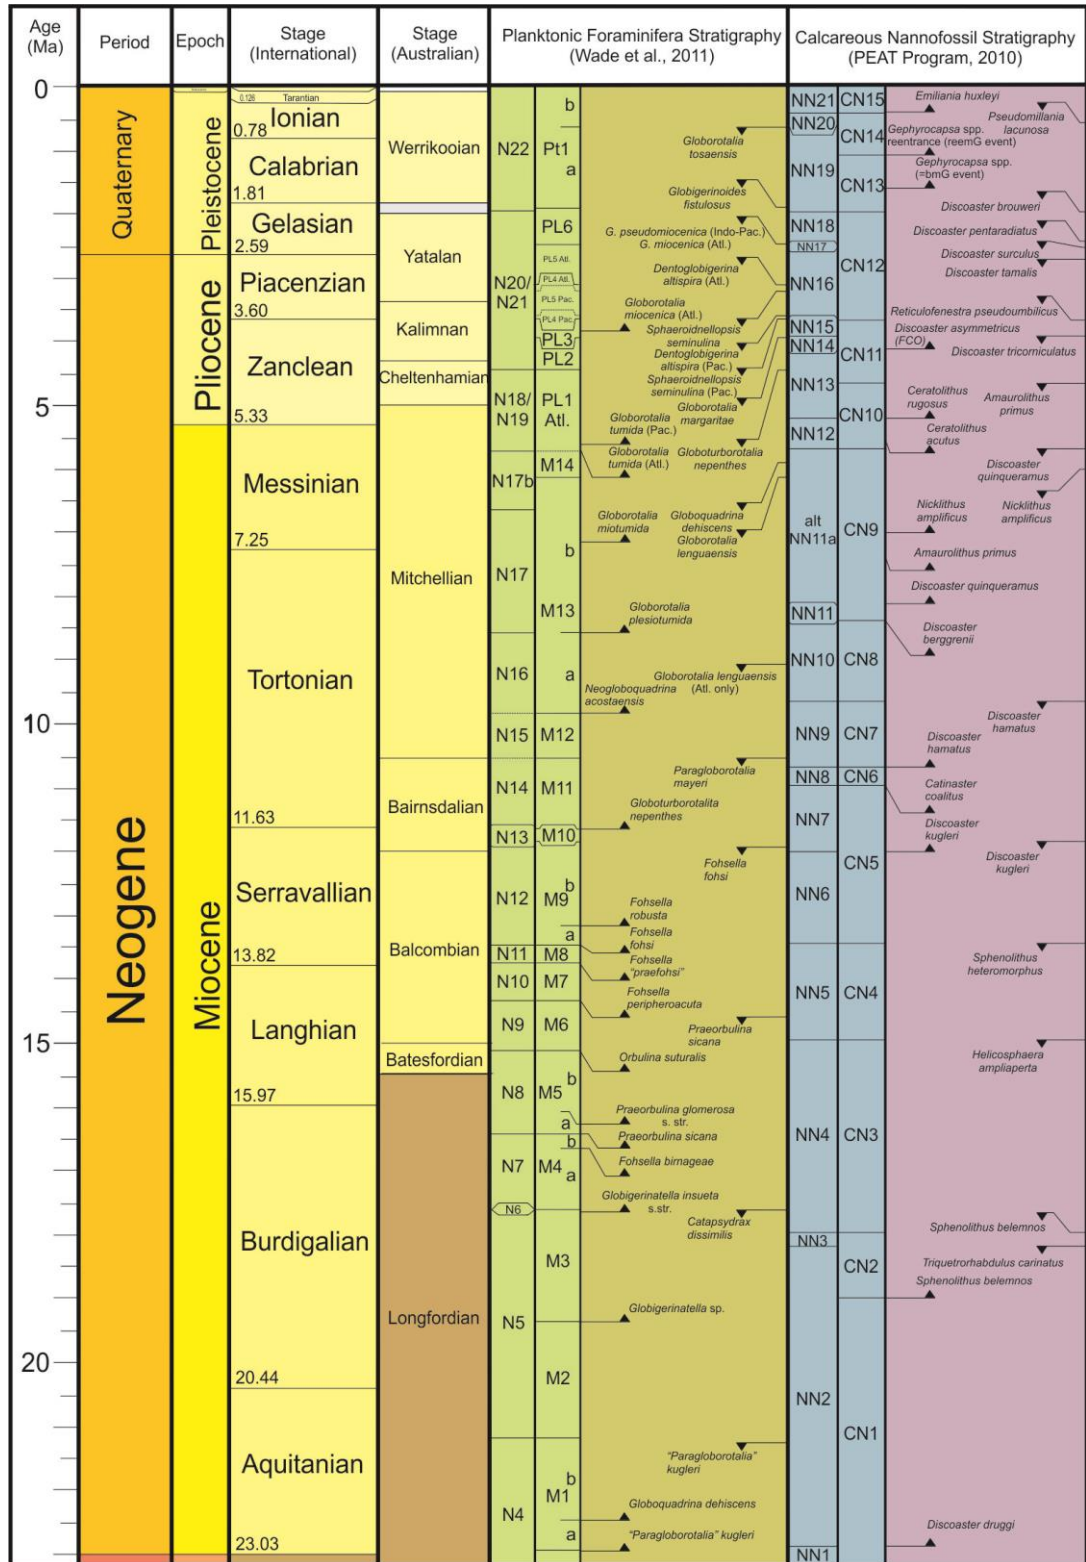 Age
(Ma)
Period
Epoch
Stage
(International)
Stage
(Australian)
Planktonic Foraminifera Stratigraphy
(Wade et al., 2011)
Calcareous Nannofossil Stratigraphy
(PEAT Program, 2010)
0
5
10
15
20
Quaternary
Neogene
Pleistocene
Pliocene
Miocene
0.126 Tarantian
Ionian
0.78
Calabrian
1.81
Gelasian
2.59
Piacenzian
3.60
Zanclean
5.33
Messinian
7.25
Tortonian
11.63
Serravallian
13.82
Langhian
15.97
Burdigalian
20.44
Aquitanian
23.03
Werrikooian
Yatalan
Kalimnan
Cheltenhamian
Mitchellian
Bairnsdalian
Balcombian
Batesfordian
Longfordian
N22
N20/
N21
N18/
N19
N17b
N17
N16
N15
N14
N13
N12
N11
N10
N9
N8
N7
N6
N5
N4
b
Pt1
a
PL6
PL5 Atl.
PL4 Atl.
PL5 Pac.
PL4 Pac.
PL3
PL2
PL1
Atl.
M14
b
M13
a
M12
M11
M10
b
M9
a
M8
M7
M6
b
M5
a
b
M4
a
M3
M2
b
M1
a
Globorotalia
tosaensis
Globigerinoides
fistulosus
G. pseudomiocenica (Indo-Pac.)
G. miocenica (Atl.)
Dentoglobigerina
altispira (Atl.)
Globorotalia
miocenica (Atl.)
Sphaeroidnellopsis
seminulina
Dentoglobigerina
altispira (Pac.)
Sphaeroidnellopsis
seminulina (Pac.)
Globorotalia
margaritae
Globorotalia
tumida (Pac.)
Globorotalia
tumida (Atl.)
Globoturborotalia
nepenthes
Globorotalia
miotumida
Globoquadrina
dehiscens
Globorotalia
lenguaensis
Globorotalia
plesiotumida
Globorotalia lenguaensis
(Atl. only)
Neogloboquadrina
acostaensis
Paragloborotalia
mayeri
Globoturborotalita
nepenthes
Fohsella
fohsi
Fohsella
robusta
Fohsella
fohsi
Fohsella
"praefohsi"
Fohsella
peripheroacuta
Praeorbulina
sicana
Orbulina suturalis
Praeorbulina glomerosa
s. str.
Praeorbulina sicana
Fohsella birnageae
Globigerinatella insueta
s.str.
Catapsydrax
dissimilis
Globigerinatella sp.
"Paragloborotalia"
kugleri
Globoquadrina dehiscens
"Paragloborotalia" kugleri
NN21
NN20
NN19
NN18
NN17
NN16
NN15
NN14
NN13
NN12
alt
NN11a
NN11
NN10
NN9
NN8
NN7
NN6
NN5
NN4
NN3
NN2
NN1
CN15
CN14
CN13
CN12
CN11
CN10
CN9
CN8
CN7
CN6
CN5
CN4
CN3
CN2
CN1
Emiliania huxleyi
Pseudomillania
lacunosa
Gephyrocapsa spp.
reentrance (reemG event)
Gephyrocapsa spp.
(=bmG event)
Discoaster brouweri
Discoaster pentaradiatus
Discoaster surculus
Discoaster tamalis
Reticulofenestra pseudoumbilicus
Discoaster asymmetricus
(FCO)
Discoaster tricorniculatus
Ceratolithus
rugosus
Amaurolithus
primus
Ceratolithus
acutus
Discoaster
quinqueramus
Nicklithus
amplificus
Nicklithus
amplificus
Amaurolithus primus
Discoaster quinqueramus
Discoaster
berggrenii
Discoaster
hamatus
Discoaster
hamatus
Catinaster
coalitus
Discoaster
kugleri
Discoaster
kugleri
Sphenolithus
heteromorphus
Helicosphaera
ampliaperta
Sphenolithus belemnos
Triquetrorhabdulus carinatus
Sphenolithus belemnos
Discoaster druggi